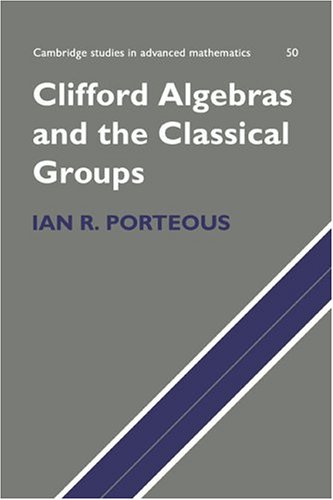 Cambridge studies in advanced mathematics 50
Clifford Algebras
and the Classical
Groups
IAN R. PORTEOUS